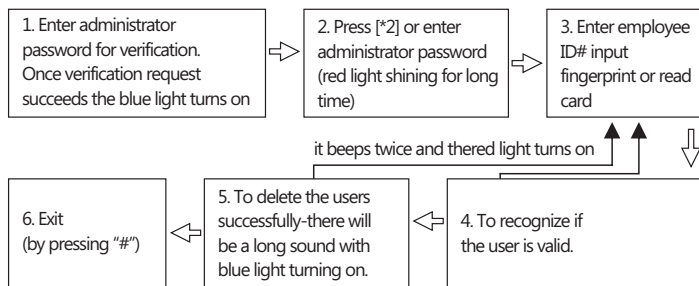 1. Enter administrator
password for verification.
Once verification request
succeeds the blue light turns on
2. Press [*2] or enter
administrator password
(red light shining for long
time)
3. Enter employee
ID# input
fingerprint or read
card
it beeps twice and thered light turns on
4. To recognize if
the user is valid.
5. To delete the users
successfully-there will
be a long sound with
blue light turning on.
6. Exit
(by pressing “#”)